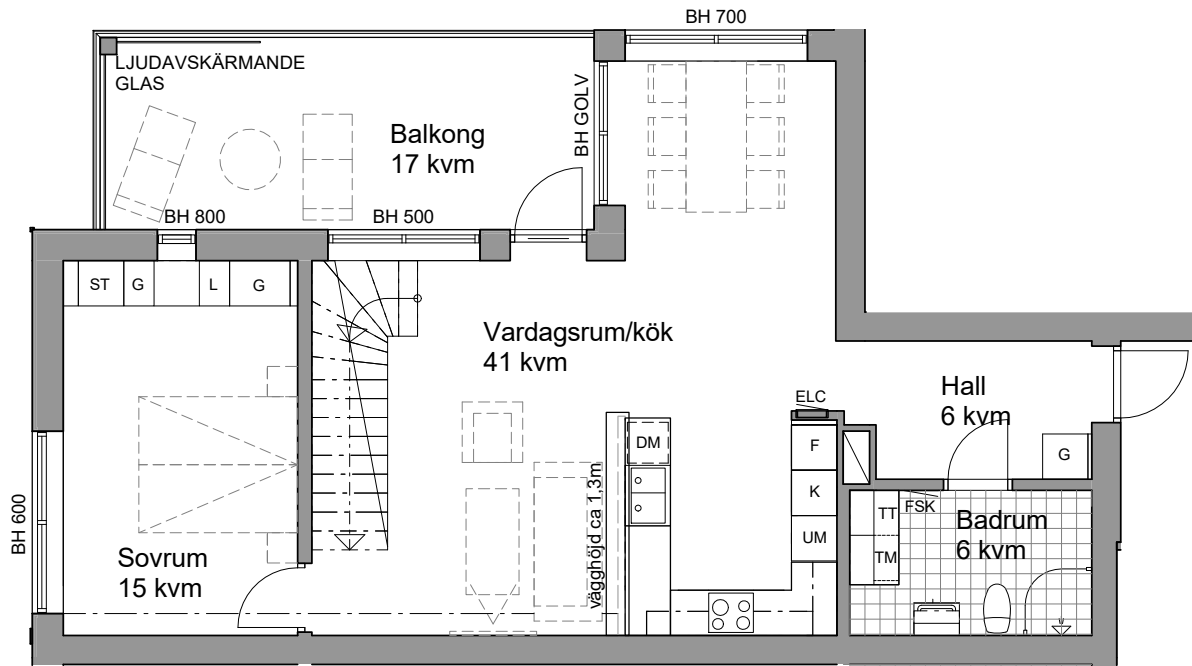 BH 700
LJUDAVSKÄRMANDE
GLAS
BH GOLV
Balkong
17 kvm
BH 800
BH 500
ST
G
L
G
Vardagsrum/kök
41 kvm
Hall
6 kvm
ELC
DM
F
G
K
BH 600
vägghöjd ca 1,3m
TT
FSK
Badrum
6 kvm
UM
TM
Sovrum
15 kvm